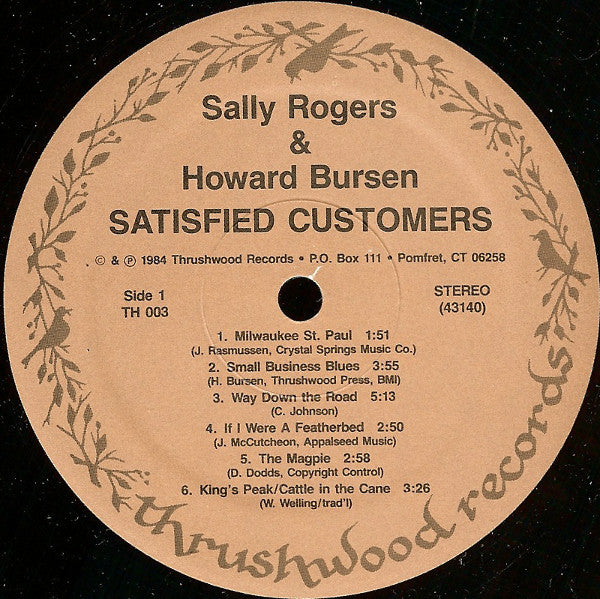 Sally Rogers
&
Howard Bursen
SATISFIED CUSTOMERS
© & ℗ 1984 Thrushwood Records • P.O. Box 111 • Pomfret, CT 06258
Side 1
TH 003
STEREO
(43140)
1. Milwaukee St. Paul 1:51
(J. Rasmussen, Crystal Springs Music Co.)
2. Small Business Blues 3:55
(H. Bursen, Thrushwood Press, BMI)
3. Way Down the Road 5:13
(C. Johnson)
4. If I Were A Featherbed 2:50
(J. McCutcheon, Appalseed Music)
5. The Magpie 2:58
(D. Dodds, Copyright Control)
6. King's Peak/Cattle in the Cane 3:26
(W. Welling/trad'l)
thrushwood records